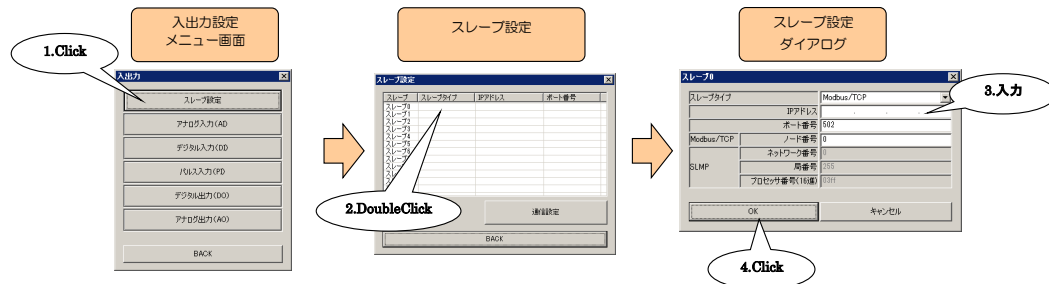 入出力設定
メニュー画面
1.Click
入出力
スレーブ設定
アナログ入力(AD
デジタル入力(DD
パルス入力(PD
デジタル出力(DO)
アナログ出力(AO)
BACK
スレーブ設定
スレーブ設定
スレーブ スレーブタイプ IPアドレス ポート番号
スレーブ0
スレーブ1
スレーブ2
スレーブ3
スレーブ4
スレーブ5
スレーブ6
2.DoubleClick
通信設定
BACK
スレーブ設定
ダイアログ
スレーブ0
スレーブタイプ Modbus/TCP
3.入力
IPアドレス . . .
ポート番号 502
Modbus/TCP ノード番号 0
ネットワーク番号 0
SLMP 局番号 255
プロセッサ番号(16進) 03ff
OK キャンセル
4.Click